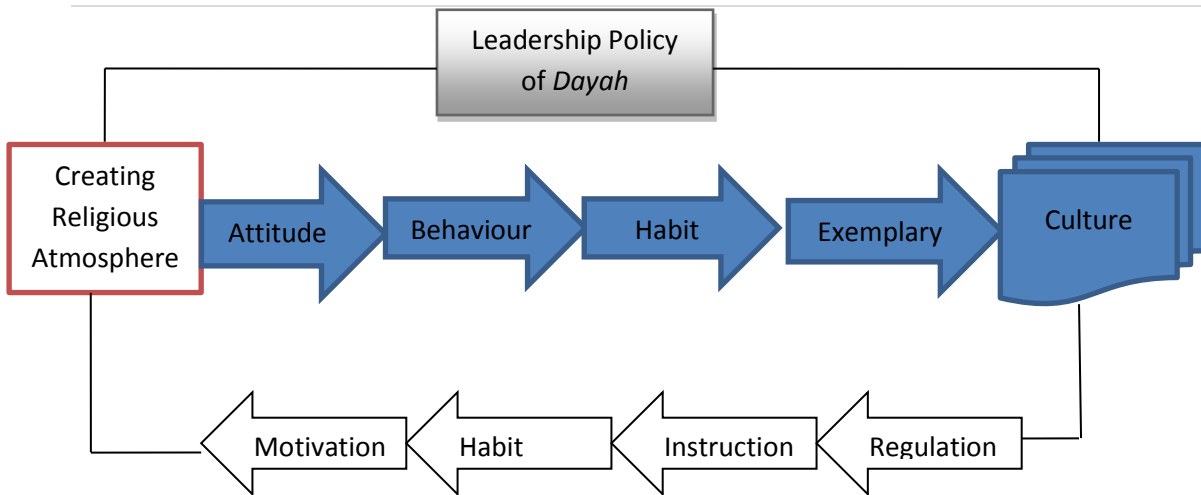 Leadership Policy
of Dayah
Creating
Religious
Atmosphere
Attitude
Behaviour
Habit
Exemplary
Culture
Motivation
Habit
Instruction
Regulation